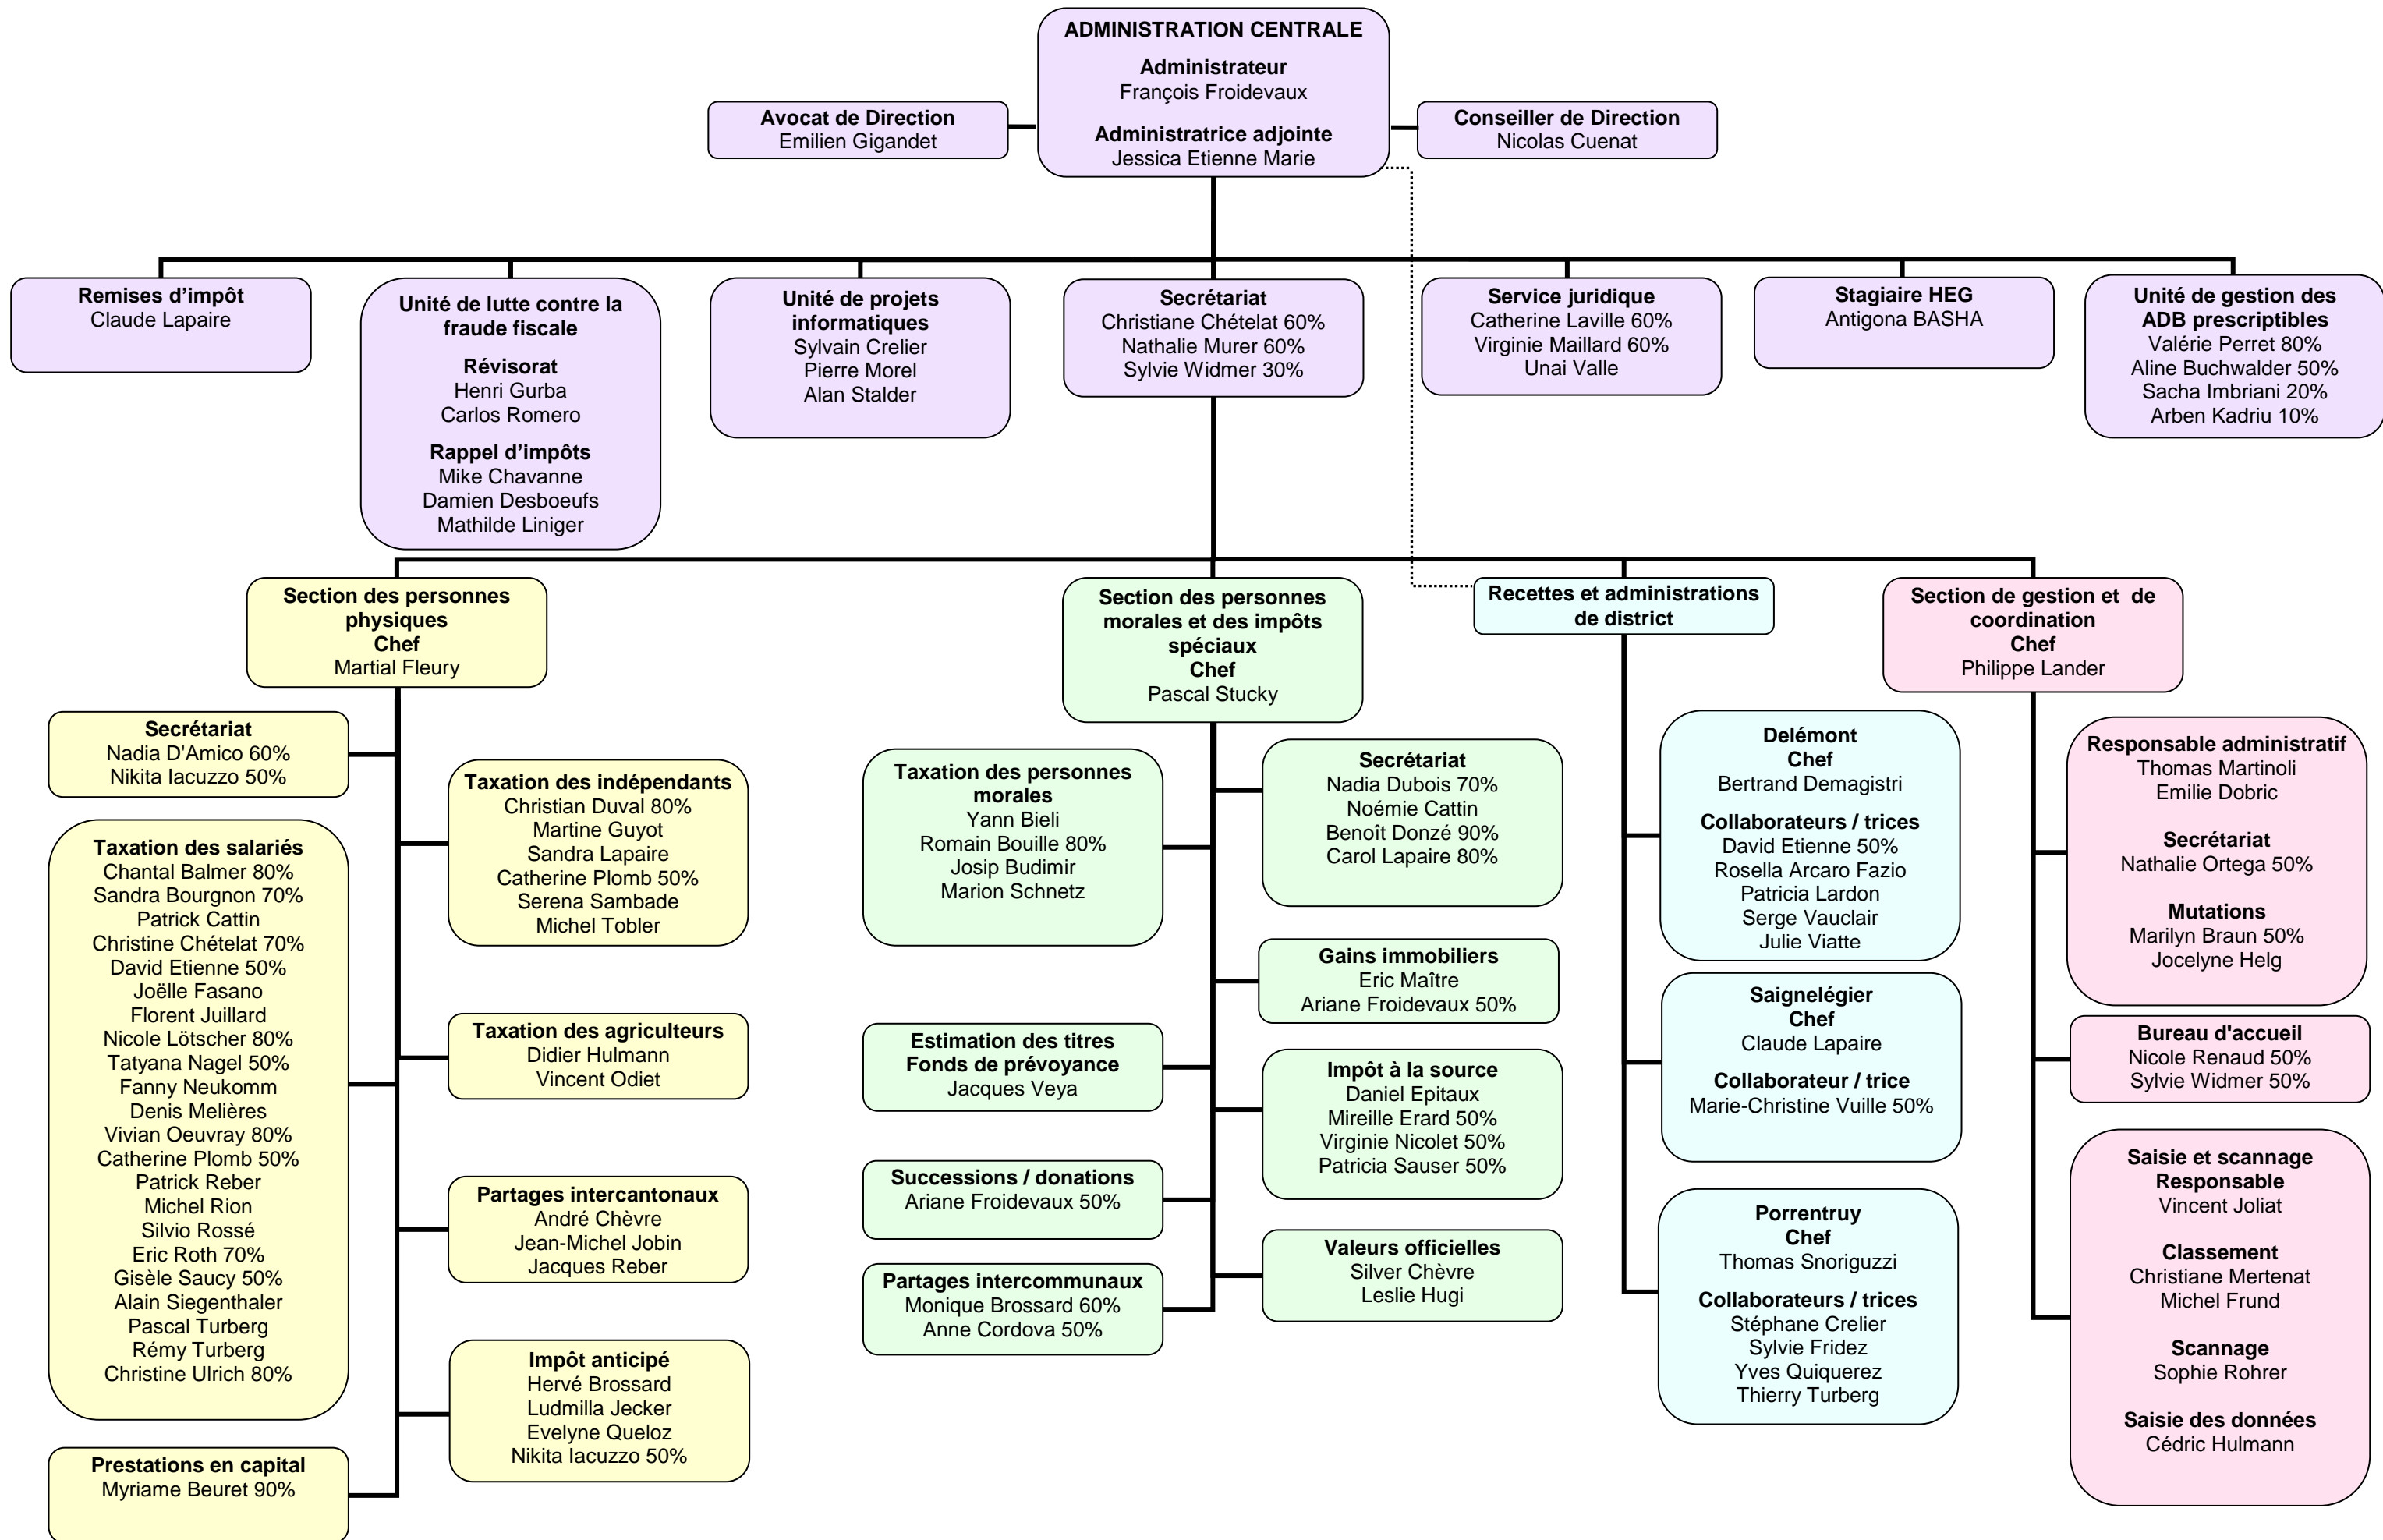 ADMINISTRATION CENTRALE
Administrateur
François Froidevaux
Administratrice adjointe
Jessica Etienne Marie
Avocat de Direction
Emilien Gigandet
Conseiller de Direction
Nicolas Cuenat
Remises d’impôt
Claude Lapaire
Unité de lutte contre la
fraude fiscale
Révisorat
Henri Gurba
Carlos Romero
Rappel d’impôts
Mike Chavanne
Damien Desboeufs
Mathilde Liniger
Unité de projets
informatiques
Sylvain Crelier
Pierre Morel
Alan Stalder
Secrétariat
Christiane Chételat 60%
Nathalie Murer 60%
Sylvie Widmer 30%
Service juridique
Catherine Laville 60%
Virginie Maillard 60%
Unai Valle
Stagiaire HEG
Antigona BASHA
Unité de gestion des
ADB prescriptibles
Valérie Perret 80%
Aline Buchwalder 50%
Sacha Imbriani 20%
Arben Kadriu 10%
Section des personnes
physiques
Chef
Martial Fleury
Secrétariat
Nadia D'Amico 60%
Nikita Iacuzzo 50%
Taxation des salariés
Chantal Balmer 80%
Sandra Bourgnon 70%
Patrick Cattin
Christine Chételat 70%
David Etienne 50%
Joëlle Fasano
Florent Juillard
Nicole Lötscher 80%
Tatyana Nagel 50%
Fanny Neukomm
Denis Melières
Vivian Oeuvray 80%
Catherine Plomb 50%
Patrick Reber
Michel Rion
Silvio Rossé
Eric Roth 70%
Gisèle Saucy 50%
Alain Siegenthaler
Pascal Turberg
Rémy Turberg
Christine Ulrich 80%
Prestations en capital
Myriame Beuret 90%
Taxation des indépendants
Christian Duval 80%
Martine Guyot
Sandra Lapaire
Catherine Plomb 50%
Serena Sambade
Michel Tobler
Taxation des agriculteurs
Didier Hulmann
Vincent Odiet
Partages intercantonaux
André Chèvre
Jean-Michel Jobin
Jacques Reber
Impôt anticipé
Hervé Brossard
Ludmilla Jecker
Evelyne Queloz
Nikita Iacuzzo 50%
Section des personnes
morales et des impôts
spéciaux
Chef
Pascal Stucky
Taxation des personnes
morales
Yann Bieli
Romain Bouille 80%
Josip Budimir
Marion Schnetz
Estimation des titres
Fonds de prévoyance
Jacques Veya
Successions / donations
Ariane Froidevaux 50%
Partages intercommunaux
Monique Brossard 60%
Anne Cordova 50%
Secrétariat
Nadia Dubois 70%
Noémie Cattin
Benoît Donzé 90%
Carol Lapaire 80%
Gains immobiliers
Eric Maître
Ariane Froidevaux 50%
Impôt à la source
Daniel Epitaux
Mireille Erard 50%
Virginie Nicolet 50%
Patricia Sauser 50%
Valeurs officielles
Silver Chèvre
Leslie Hugi
Recettes et administrations
de district
Delémont
Chef
Bertrand Demagistri
Collaborateurs / trices
David Etienne 50%
Rosella Arcaro Fazio
Patricia Lardon
Serge Vauclair
Julie Viatte
Saignelégier
Chef
Claude Lapaire
Collaborateur / trice
Marie-Christine Vuille 50%
Porrentruy
Chef
Thomas Snoriguzzi
Collaborateurs / trices
Stéphane Crelier
Sylvie Fridez
Yves Quiquerez
Thierry Turberg
Section de gestion et  de
coordination
Chef
Philippe Lander
Responsable administratif
Thomas Martinoli
Emilie Dobric
Secrétariat
Nathalie Ortega 50%
Mutations
Marilyn Braun 50%
Jocelyne Helg
Bureau d'accueil
Nicole Renaud 50%
Sylvie Widmer 50%
Saisie et scannage
Responsable
Vincent Joliat
Classement
Christiane Mertenat
Michel Frund
Scannage
Sophie Rohrer
Saisie des données
Cédric Hulmann